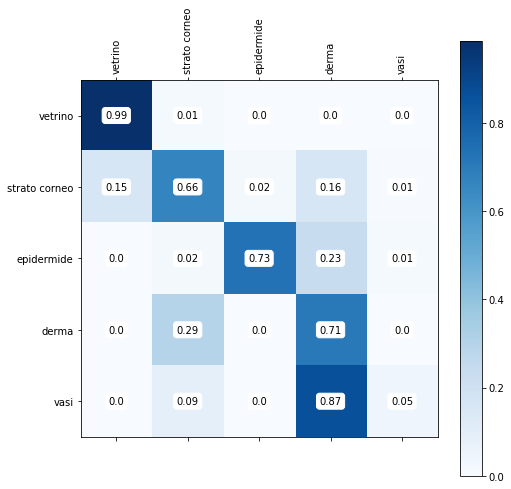 vetrino strato corneo epidermide derma vasi
vetrino 0.99 0.01 0.0 0.0 0.0
strato corneo 0.15 0.66 0.02 0.16 0.01
epidermide 0.0 0.02 0.73 0.23 0.01
derma 0.0 0.29 0.0 0.71 0.0
vasi 0.0 0.09 0.0 0.87 0.05
0.8
0.6
0.4
0.2
0.0